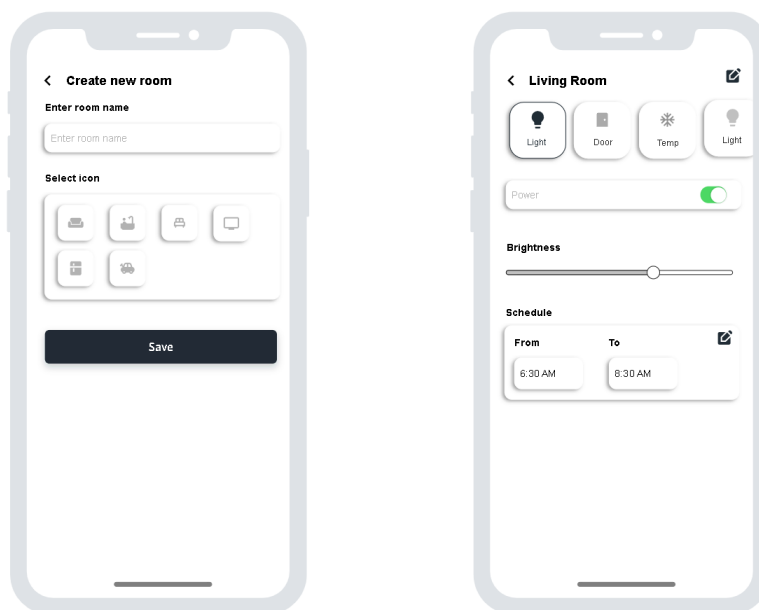 Create new room
Enter room name
Enter room name
Select icon
Save
Living Room
Light Door Temp Light
Power
Brightness
Schedule
From To
6:30 AM 8:30 AM